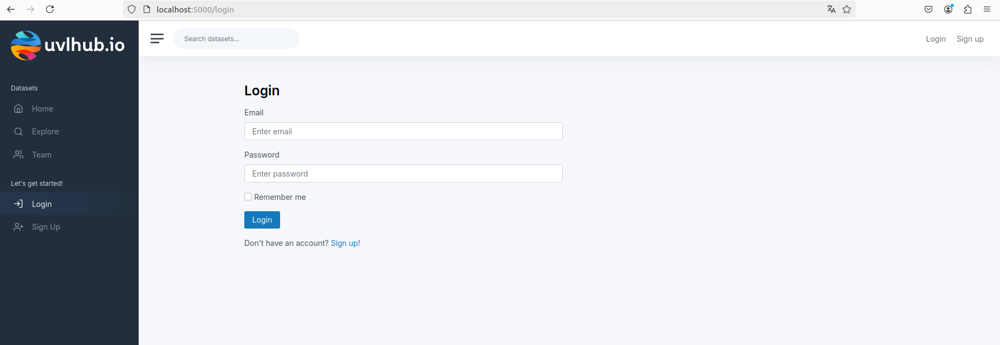 localhost:5000/login
uvlhub.io
Search datasets...
Login
Sign up
Datasets
Home
Explore
Team
Let's get started!
Login
Sign Up
Login
Email
Enter email
Password
Enter password
Remember me
Login
Don't have an account? Sign up!